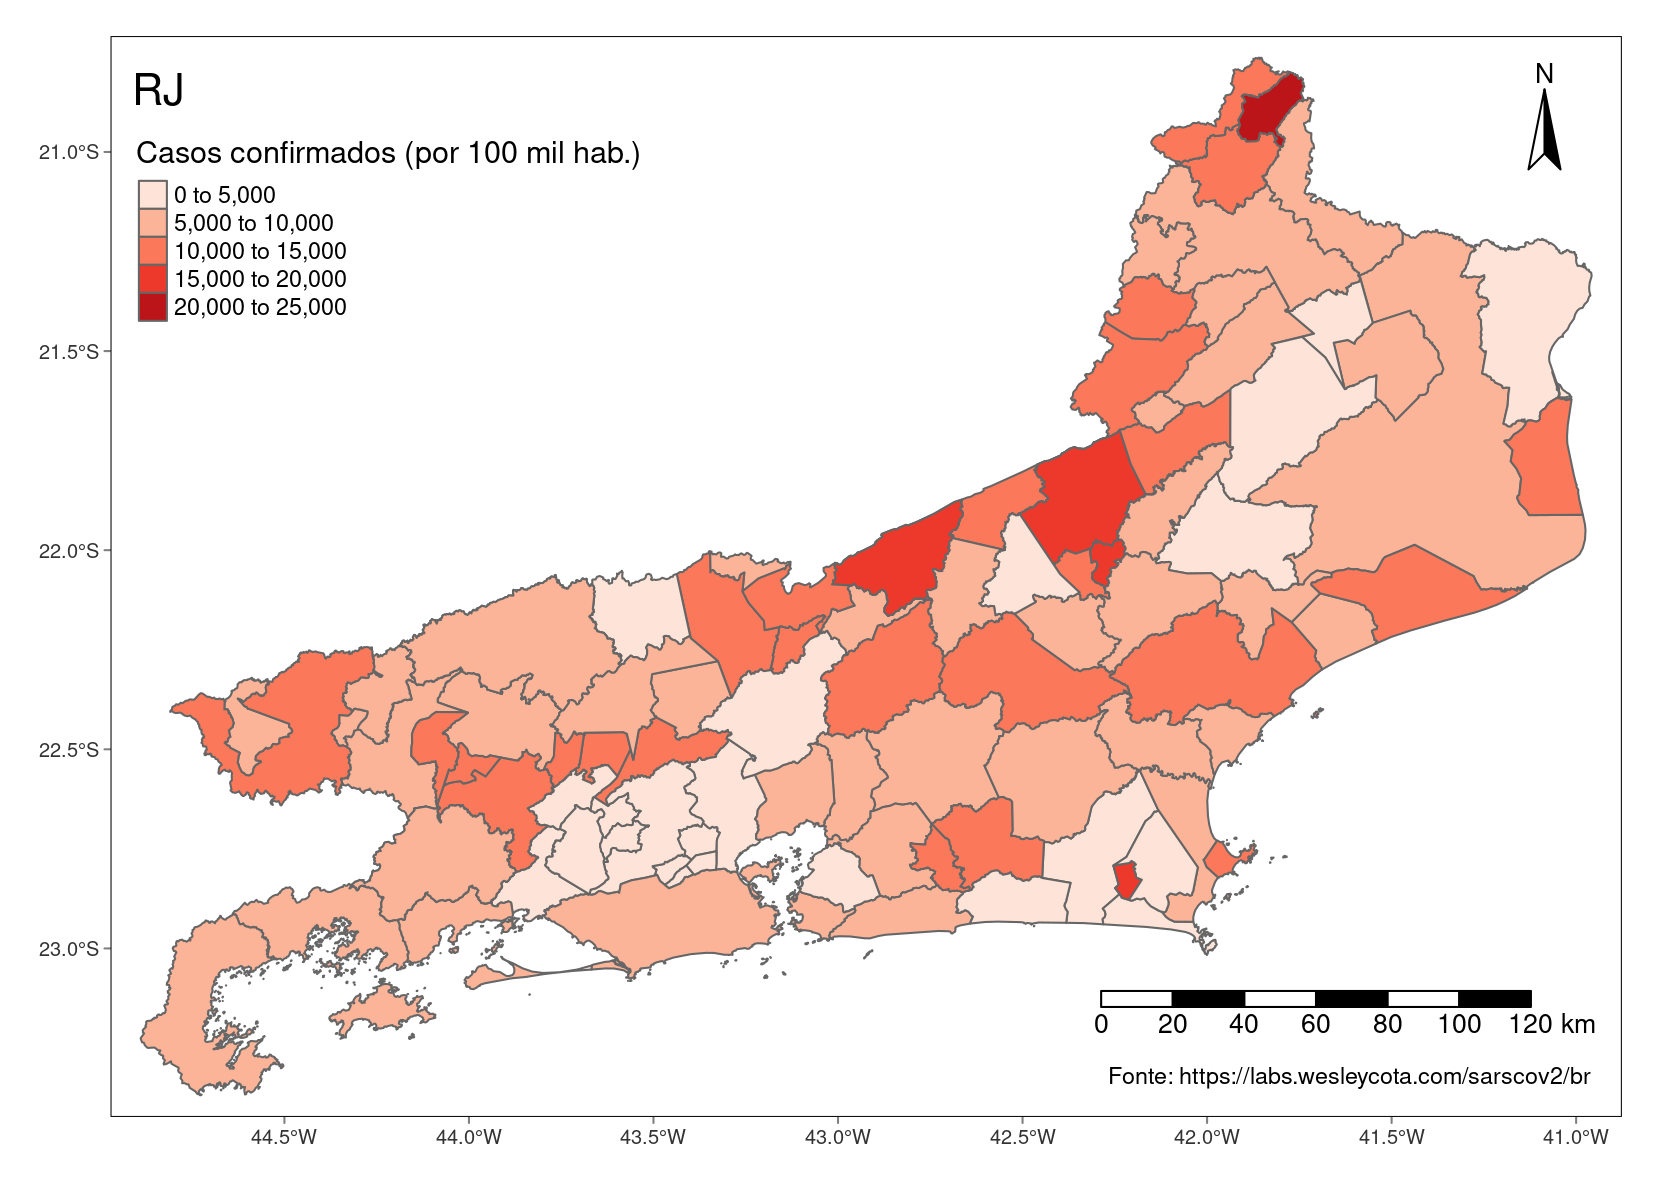 RJ
N
Casos confirmados (por 100 mil hab.)
0 to 5,000
5,000 to 10,000
10,000 to 15,000
15,000 to 20,000
20,000 to 25,000
21.0°S
21.5°S
22.0°S
22.5°S
23.0°S
0 20 40 60 80 100 120 km
Fonte: https://labs.wesleycota.com/sarscov2/br
44.5°W 44.0°W 43.5°W 43.0°W 42.5°W 42.0°W 41.5°W 41.0°W